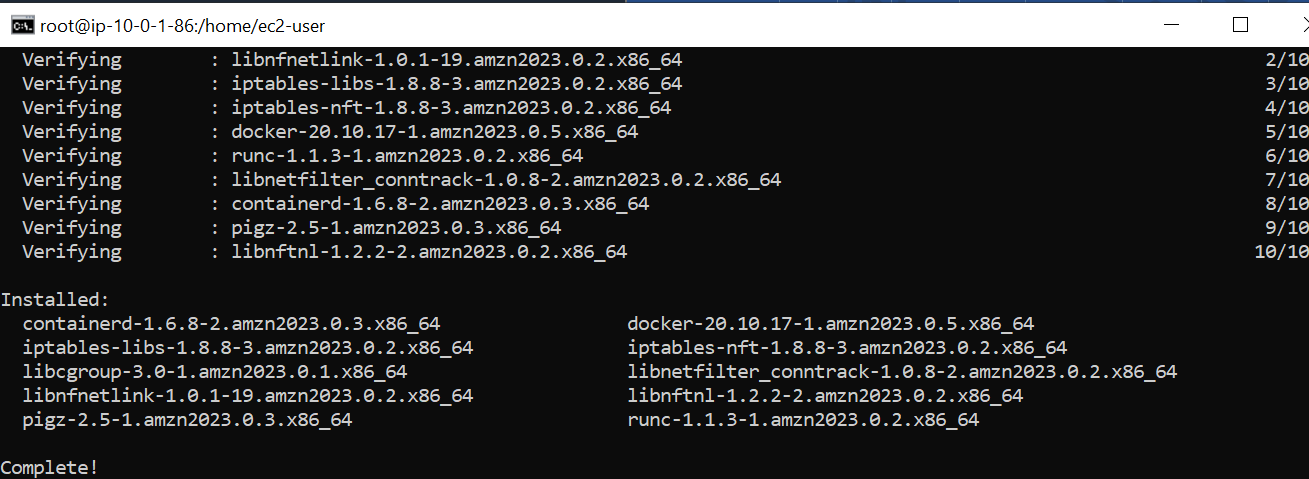 root@ip-10-0-1-86:/home/ec2-user
Verifying : libnfnetlink-1.0.1-19.amzn2023.0.2.x86_64 2/10
Verifying : iptables-libs-1.8.8-3.amzn2023.0.2.x86_64 3/10
Verifying : iptables-nft-1.8.8-3.amzn2023.0.2.x86_64 4/10
Verifying : docker-20.10.17-1.amzn2023.0.5.x86_64 5/10
Verifying : runc-1.1.3-1.amzn2023.0.2.x86_64 6/10
Verifying : libnetfilter_conntrack-1.0.8-2.amzn2023.0.2.x86_64 7/10
Verifying : containerd-1.6.8-2.amzn2023.0.3.x86_64 8/10
Verifying : pigz-2.5-1.amzn2023.0.3.x86_64 9/10
Verifying : libnftnl-1.2.2-2.amzn2023.0.2.x86_64 10/10
Installed:
containerd-1.6.8-2.amzn2023.0.3.x86_64 docker-20.10.17-1.amzn2023.0.5.x86_64
iptables-libs-1.8.8-3.amzn2023.0.2.x86_64 iptables-nft-1.8.8-3.amzn2023.0.2.x86_64
libcgroup-3.0-1.amzn2023.0.1.x86_64 libnetfilter_conntrack-1.0.8-2.amzn2023.0.2.x86_64
libnfnetlink-1.0.1-19.amzn2023.0.2.x86_64 libnftnl-1.2.2-2.amzn2023.0.2.x86_64
pigz-2.5-1.amzn2023.0.3.x86_64 runc-1.1.3-1.amzn2023.0.2.x86_64
Complete!